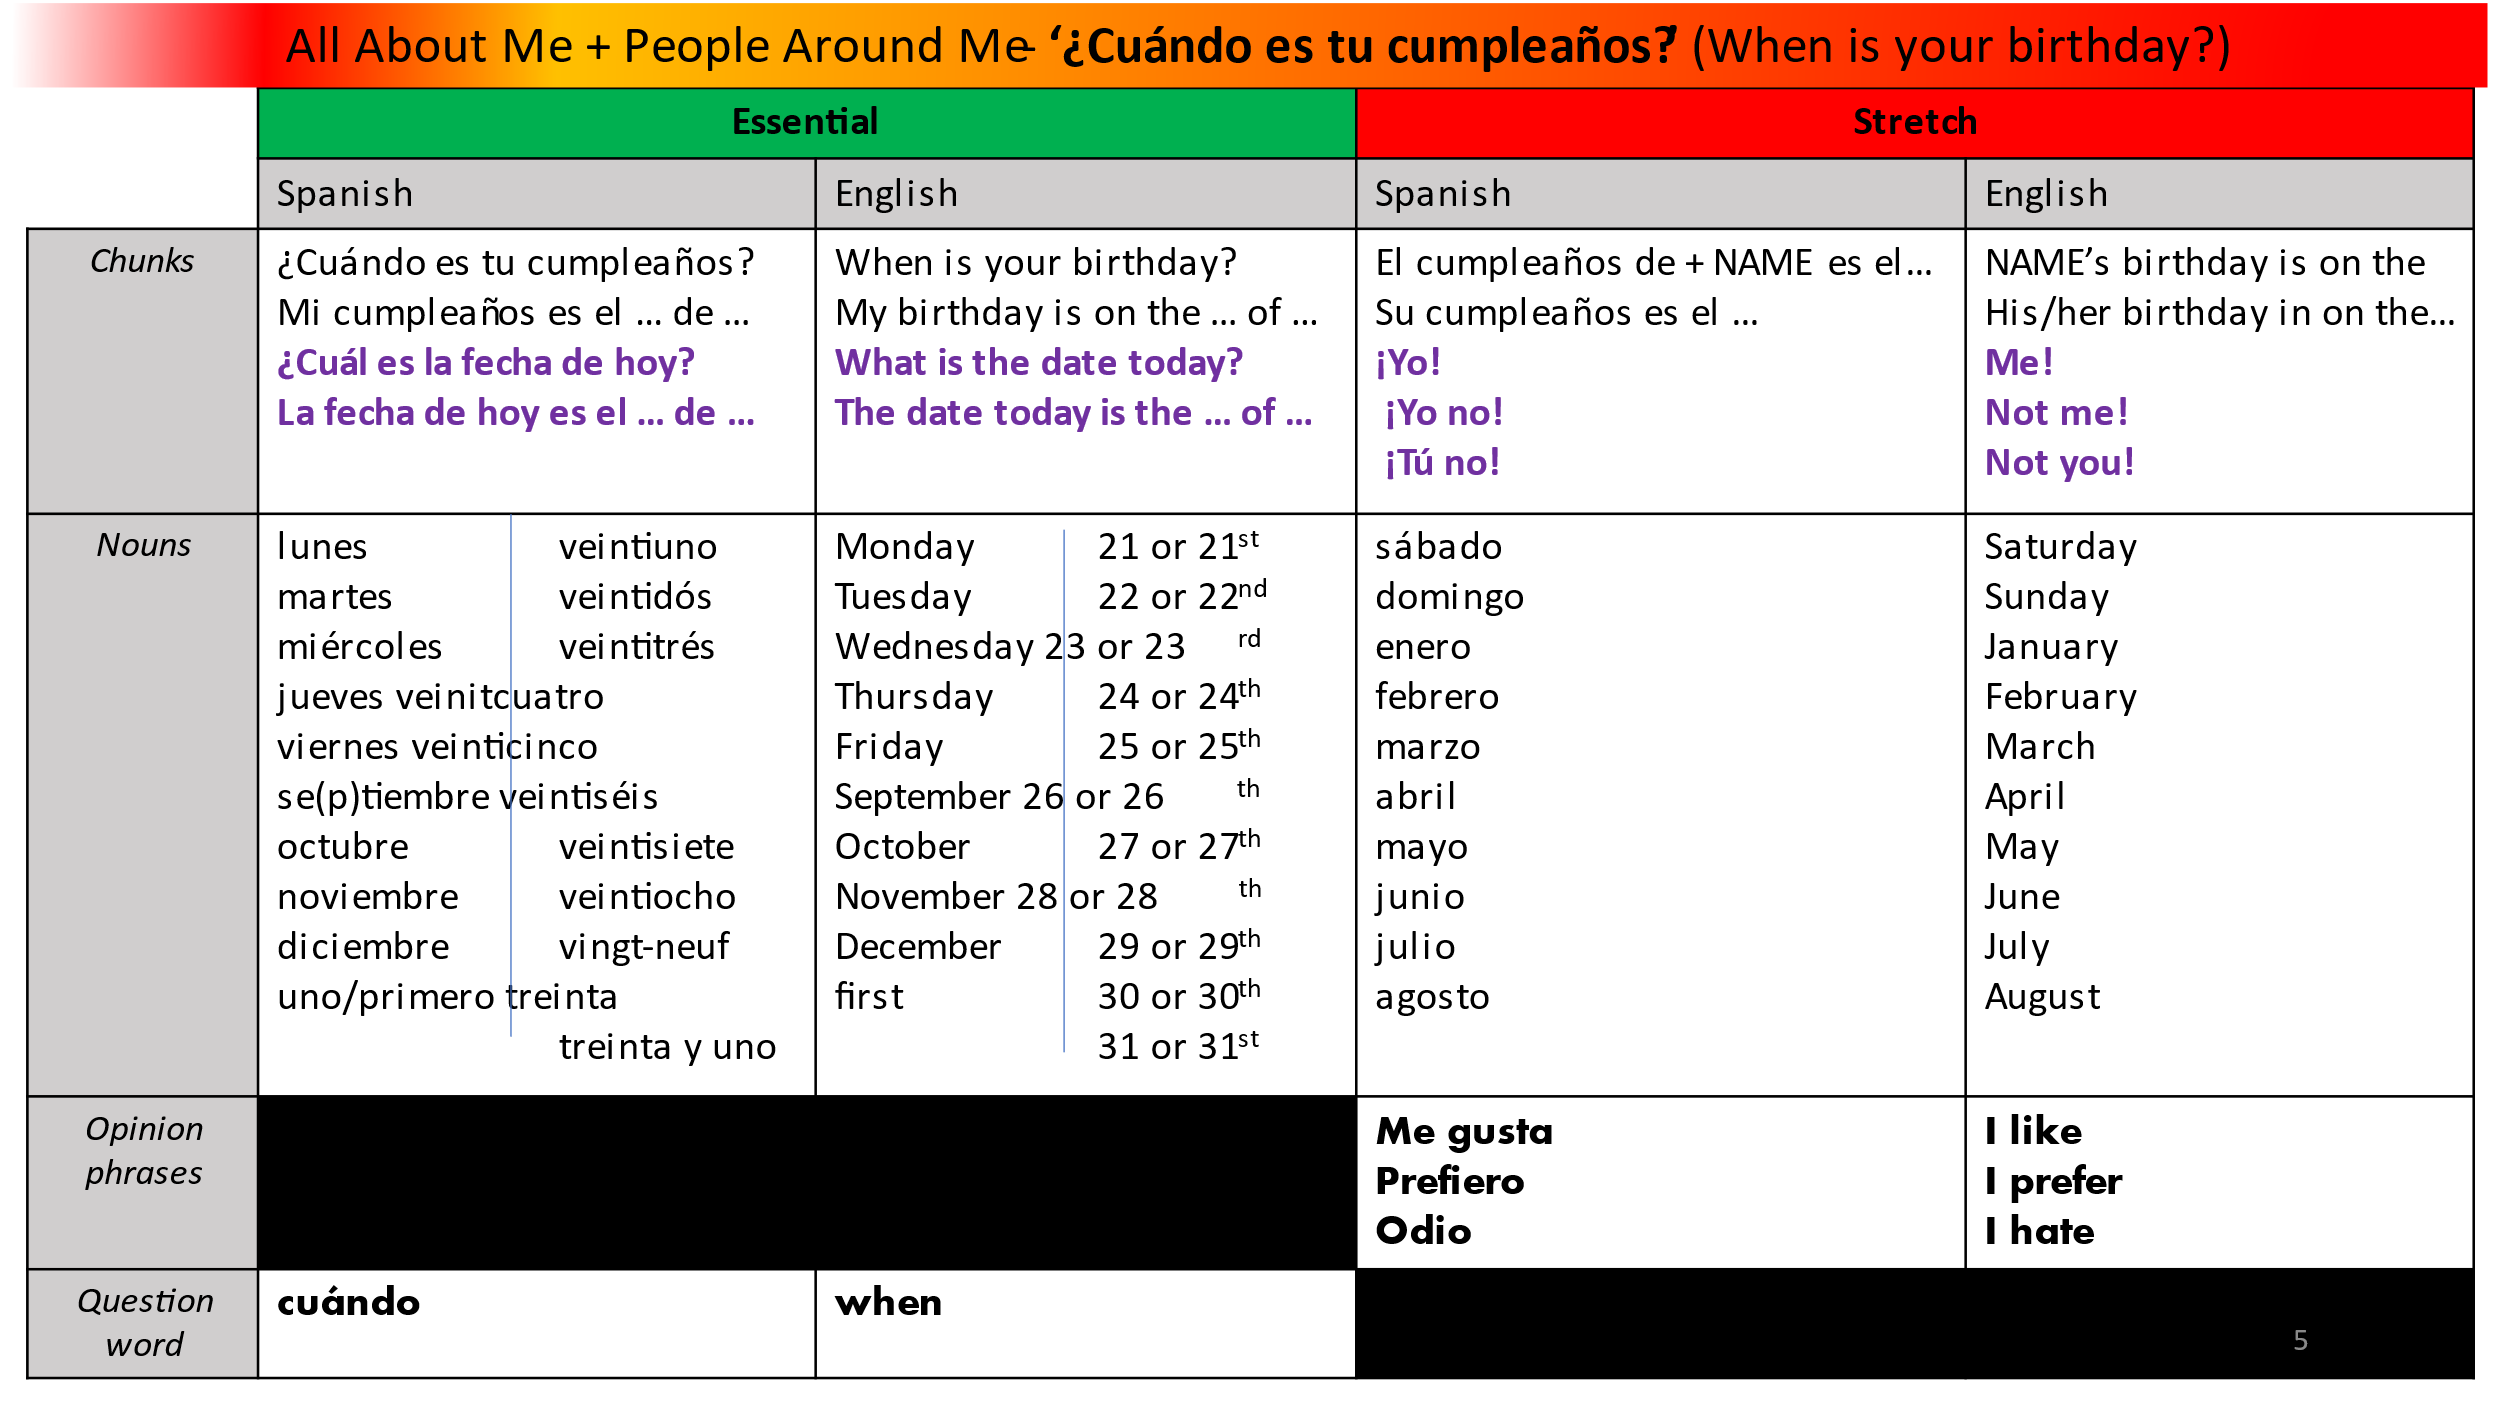 All About Me + People Around Me- ‘¿Cuándo es tu cumpleaños?’ (When is your birthday?)
Essential
Stretch
Spanish
English
Spanish
English
Chunks
¿Cuándo es tu cumpleaños?
Mi cumpleaños es el ... de ...
¿Cuál es la fecha de hoy?
La fecha de hoy es el ... de ...
When is your birthday?
My birthday is on the ... of ...
What is the date today?
The date today is the ... of ...
El cumpleaños de + NAME es el...
Su cumpleaños es el ...
¡Yo!
¡Yo no!
¡Tú no!
NAME’s birthday is on the
His/her birthday in on the...
Me!
Not me!
Not you!
Nouns
lunes veintiuno
martes veintidós
miércoles veintitrés
jueves veinitcuatro
viernes veinticinco
se(p)tiembre veintiséis
octubre veintisiete
noviembre veintiocho
diciembre vingt-neuf
uno/primero treinta
treinta y uno
Monday 21 or 21st
Tuesday 22 or 22nd
Wednesday 23 or 23rd
Thursday 24 or 24th
Friday 25 or 25th
September 26 or 26th
October 27 or 27th
November 28 or 28th
December 29 or 29th
first 30 or 30th
31 or 31st
sábado
domingo
enero
febrero
marzo
abril
mayo
junio
julio
agosto
Saturday
Sunday
January
February
March
April
May
June
July
August
Opinion
phrases
Me gusta
Prefiero
Odio
I like
I prefer
I hate
Question
word
cuándo
when
5